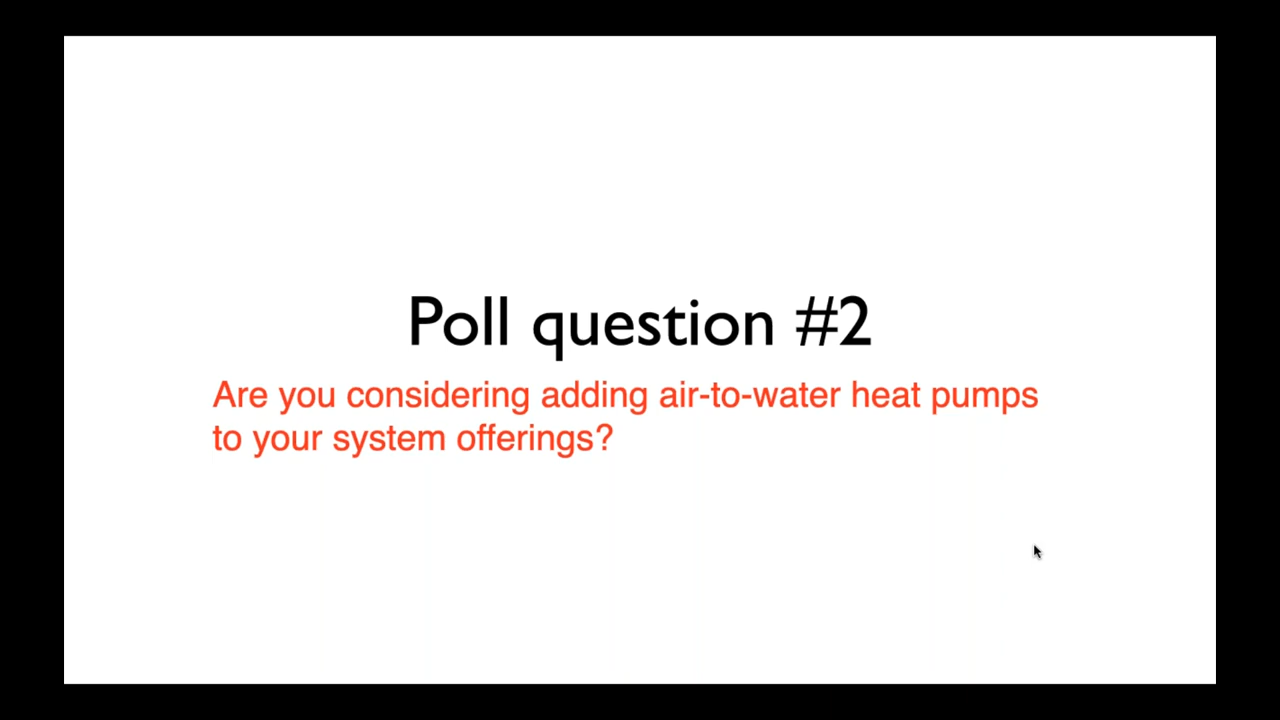 Poll question #2
Are you considering adding air-to-water heat pumps
to your system offerings?